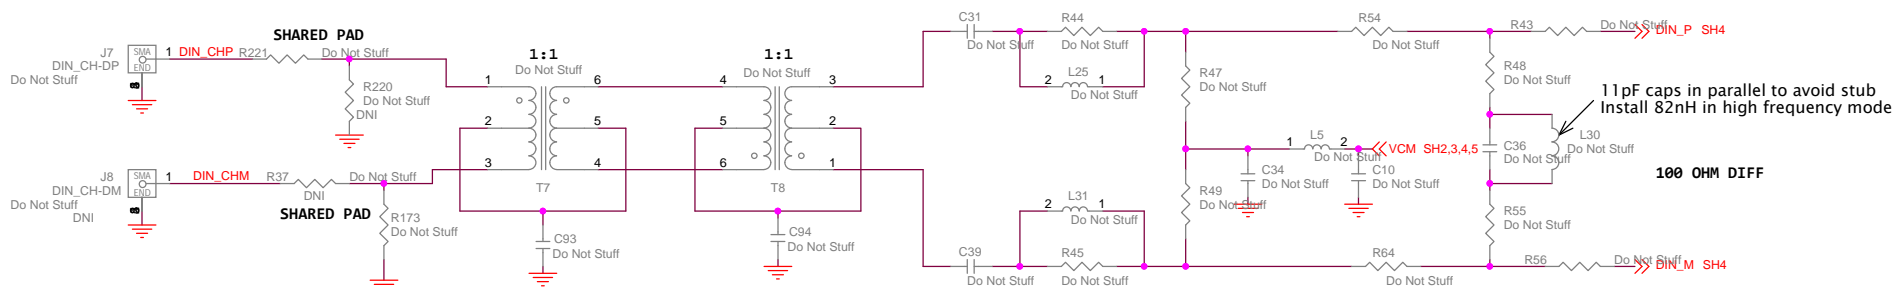 SHARED PAD
J7
SMA
END
1
DIN_CHP
R221
Do Not Stuff
DIN_CH-DP
Do Not Stuff
R220
Do Not Stuff
DNI
1:1
Do Not Stuff
1
2
3
6
5
4
T7
1:1
Do Not Stuff
4
5
6
3
2
1
T8
J8
SMA
END
1
DIN_CHM
R37
DNI
Do Not Stuff
DIN_CH-DM
Do Not Stuff
DNI
SHARED PAD
R173
Do Not Stuff
C93
Do Not Stuff
C94
Do Not Stuff
C31
Do Not Stuff
R44
Do Not Stuff
2
L25
1
Do Not Stuff
R47
Do Not Stuff
R54
Do Not Stuff
R43
Do Not Stuff
DIN_P SH4
R48
Do Not Stuff
11pF caps in parallel to avoid stub
Install 82nH in high frequency mode
L30
Do Not Stuff
C36
Do Not Stuff
100 OHM DIFF
1
L5
2
Do Not Stuff
VCM SH2,3,4,5
C34
Do Not Stuff
C10
Do Not Stuff
R49
Do Not Stuff
2
L31
1
Do Not Stuff
C39
Do Not Stuff
R45
Do Not Stuff
R55
Do Not Stuff
R64
Do Not Stuff
R56
Do Not Stuff
DIN_M SH4